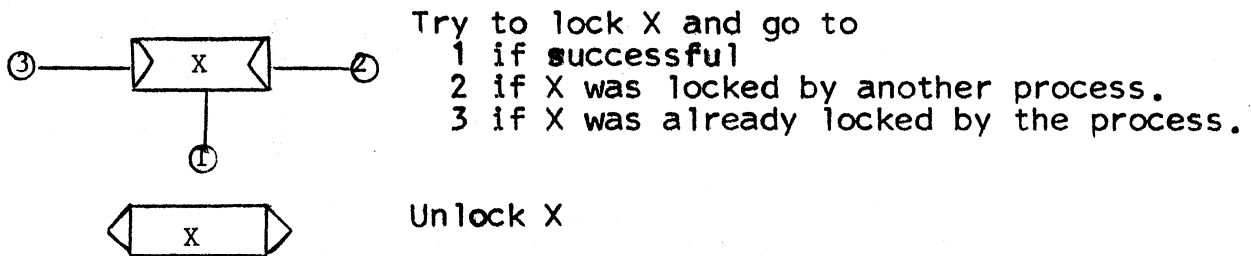 Try to lock X and go to
1 if successful
3 X 2
2 if X was locked by another process.
3 if X was already locked by the process.
1
Unlock X
X